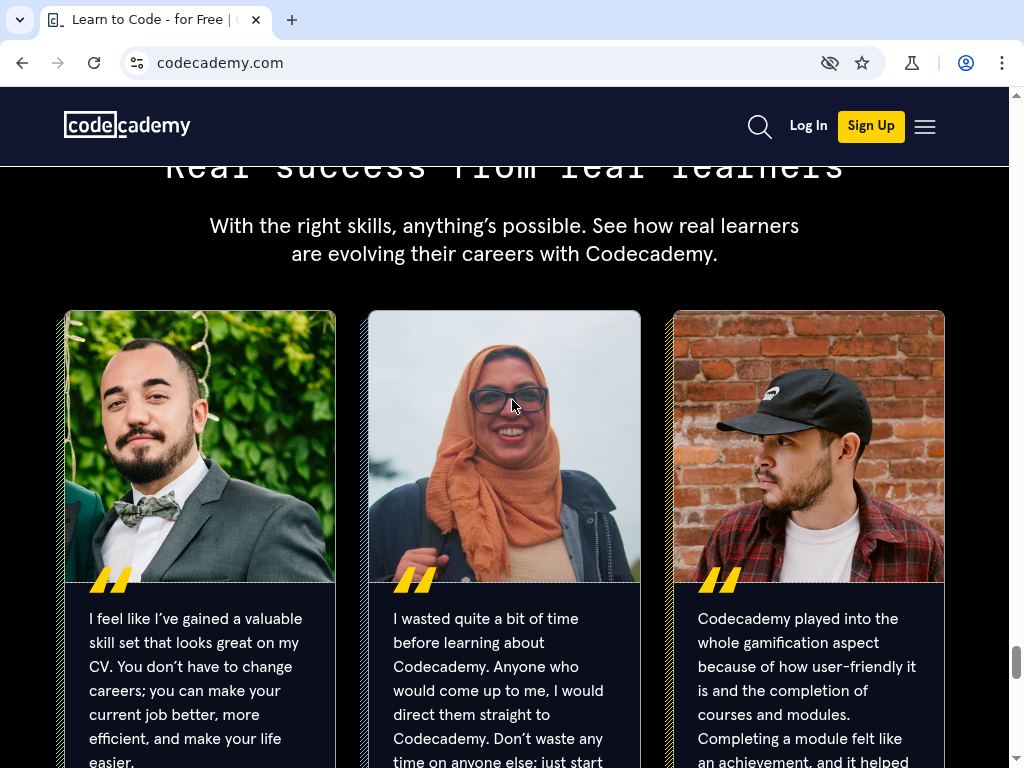 Learn to Code - for Free |
codecademy.com
codecademy
Log In
Sign Up
Real success from real learners
With the right skills, anything’s possible. See how real learners
are evolving their careers with Codecademy.
I feel like I’ve gained a valuable
skill set that looks great on my
CV. You don’t have to change
careers; you can make your
current job better, more
efficient, and make your life
easier.
I wasted quite a bit of time
before learning about
Codecademy. Anyone who
would come up to me, I would
direct them straight to
Codecademy. Don’t waste any
time on anyone else; just start
Codecademy played into the
whole gamification aspect
because of how user-friendly it
is and the completion of
courses and modules.
Completing a module felt like
an achievement, and it helped